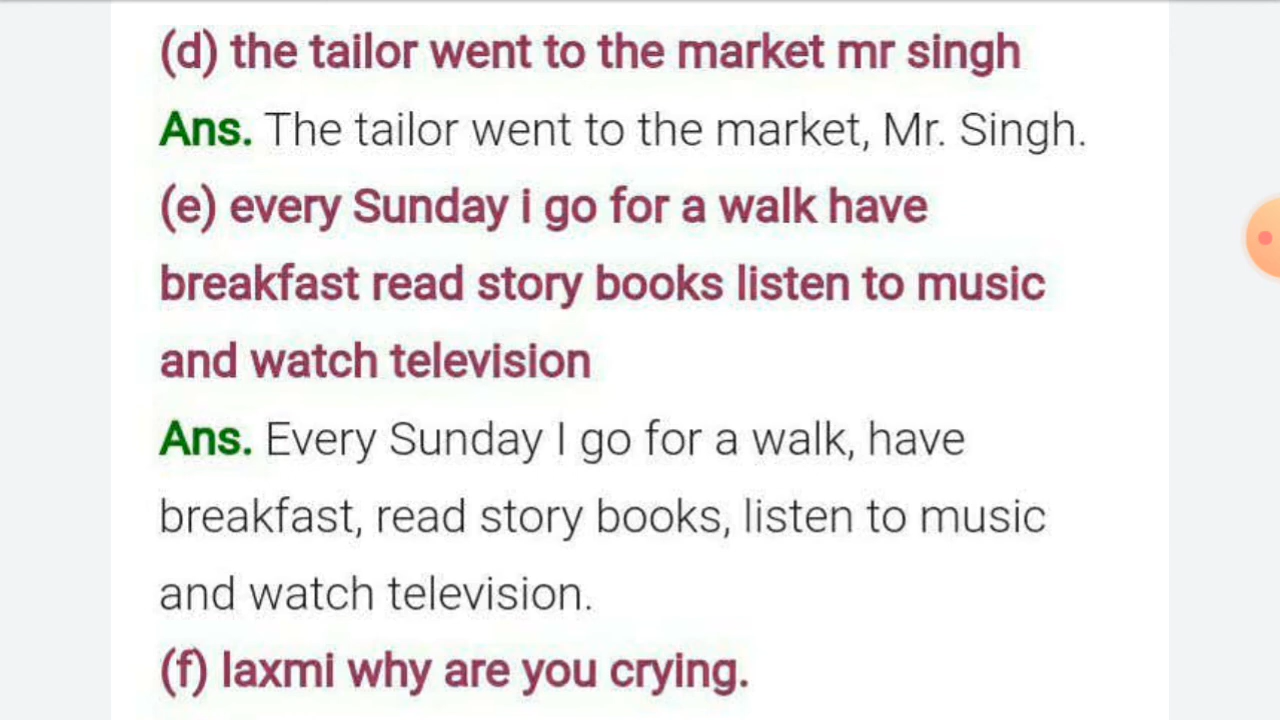 (d) the tailor went to the market mr singh
Ans. The tailor went to the market, Mr. Singh.
(e) every Sunday i go for a walk have
breakfast read story books listen to music
and watch television
Ans. Every Sunday I go for a walk, have
breakfast, read story books, listen to music
and watch television.
(f) laxmi why are you crying.